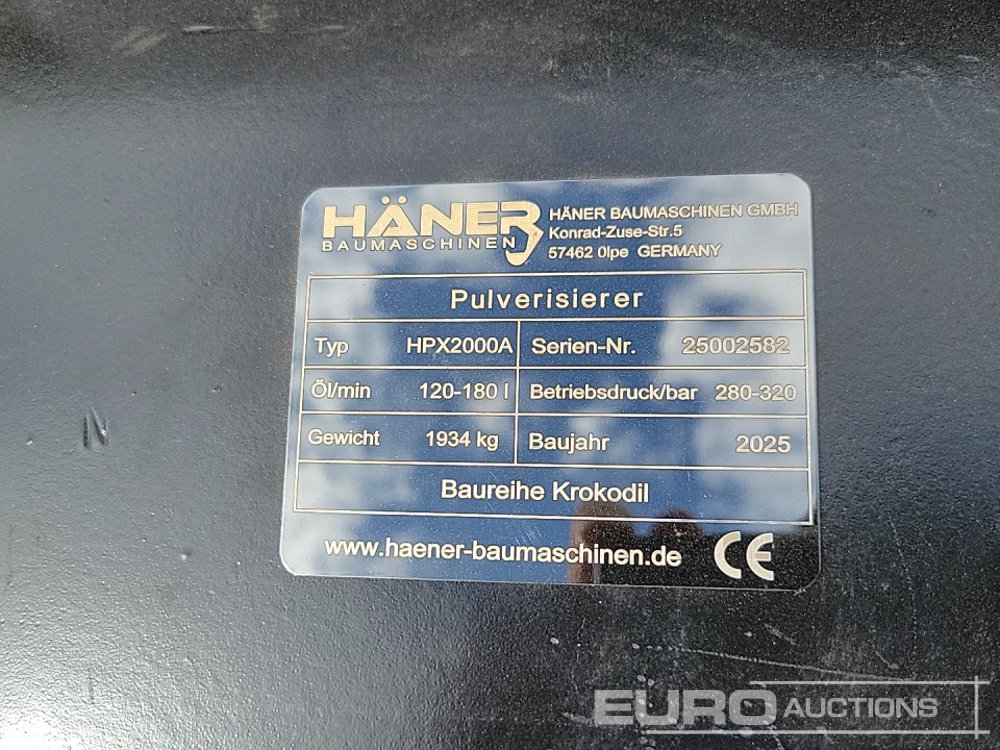 HÄNER
BAUMASCHINEN
HÄNER BAUMASCHINEN GMBH
Konrad-Zuse-Str.5
57462 Olpe GERMANY
Pulverisierer
Typ HPX2000A Serien-Nr. 25002582
Öl/min 120-180 l Betriebsdruck/bar 280-320
Gewicht 1934 kg Baujahr 2025
Baureihe Krokodil
www.haener-baumaschinen.de CE
EURO AUCTIONS